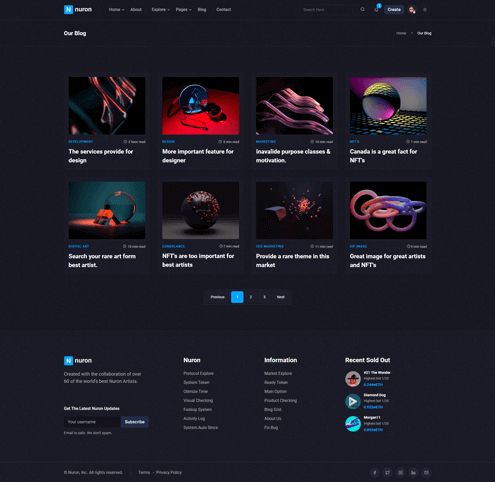 nuron
Home About Explore Pages Blog Contact
Search Here
Create
Our Blog
Home Our Blog
DEVELOPMENT
2 hour read
The services provide for
design
DESIGN
5 min read
More important feature for
designer
MARKETING
10 min read
Inavalide purpose classes &
motivation.
NFT'S
1 min read
Canada is a great fact for
NFT's
DIGITAL ART
10 min read
Search your rare art form
best artist.
7 min read
NFT's are too important for
best artists
SEO MARKETING
11 min read
Provide a rare theme in this
market
6 min read
Great image for great artists
and NFT's
Previous 1 2 3 Next
nuron
Created with the collaboration of over
60 of the world's best Nuron Artists.
Get The Latest Nuron Updates
Your username
Subscribe
Email is safe. We don't spam.
Nuron
Protocol Explore
System Token
Otimize Time
Visual Checking
Fadeup System
Activity Log
System Auto Since
Information
Market Explore
Ready Token
Main Option
Product Checking
Blog Grid
About Us
Fix Bug
Recent Sold Out
#21 The Wonder
Highest bid 1/20
0.244wETH
Diamond Dog
Highest bid 1/20
0.022wETH
Morgan11
Highest bid 1/20
© Nuron, Inc. All rights reserved.
Terms Privacy Policy